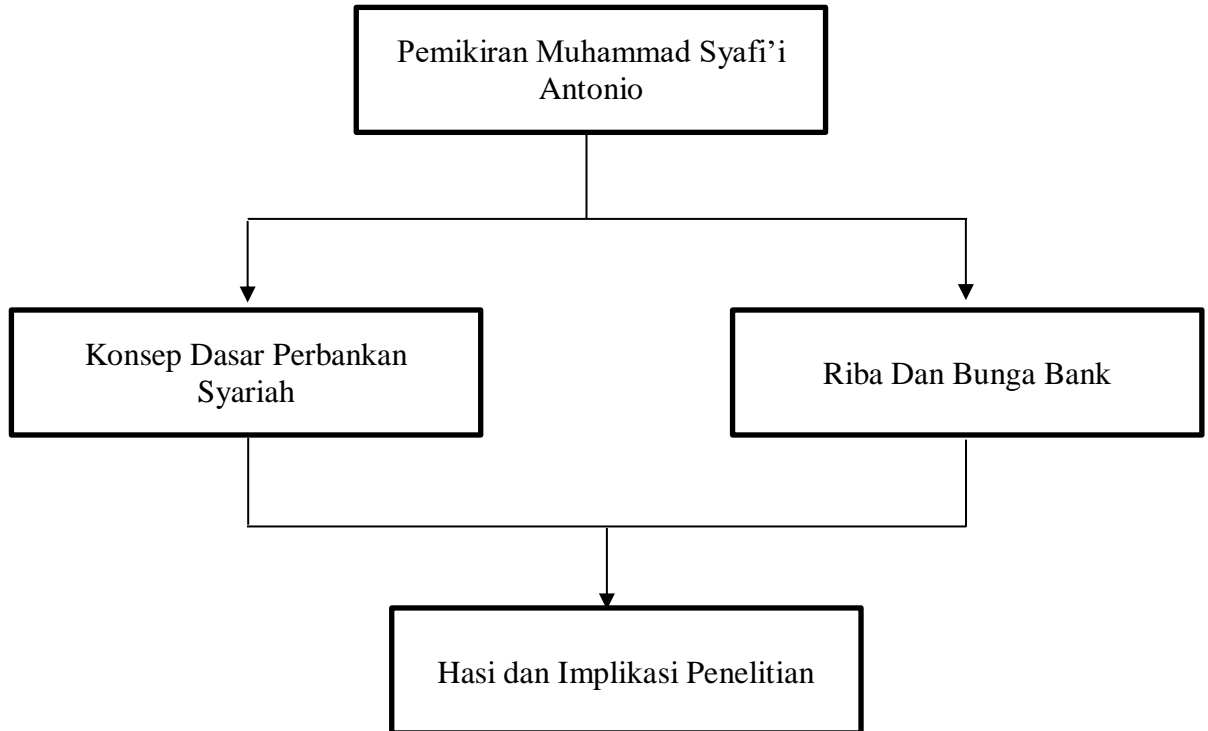 Pemikiran Muhammad Syafi’i
Antonio
Konsep Dasar Perbankan
Syariah
Riba Dan Bunga Bank
Hasi dan Implikasi Penelitian